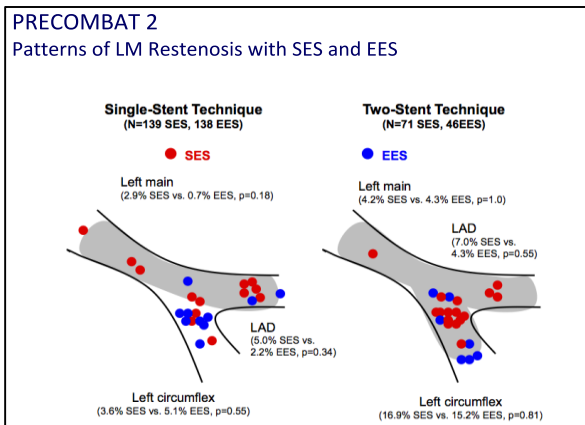 PRECOMBAT 2
Patterns of LM Restenosis with SES and EES
Single-Stent Technique
(N=139 SES, 138 EES)
Two-Stent Technique
(N=71 SES, 46EES)
SES
EES
Left main
(2.9% SES vs. 0.7% EES, p=0.18)
LAD
(5.0% SES vs.
2.2% EES, p=0.34)
Left circumflex
(3.6% SES vs. 5.1% EES, p=0.55)
Left main
(4.2% SES vs. 4.3% EES, p=1.0)
LAD
(7.0% SES vs.
4.3% EES, p=0.55)
Left circumflex
(16.9% SES vs. 15.2% EES, p=0.81)